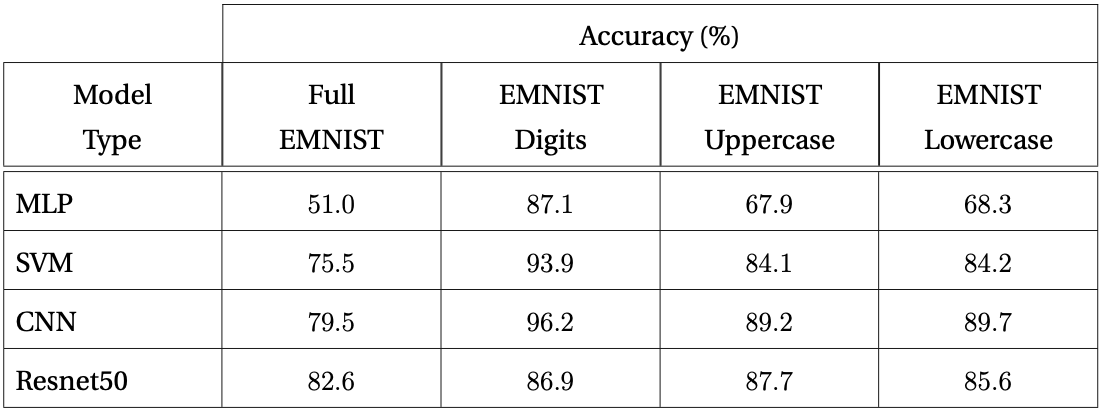 Accuracy (%)
Model Full EMNIST EMNIST EMNIST
Type EMNIST Digits Uppercase Lowercase
MLP 51.0 87.1 67.9 68.3
SVM 75.5 93.9 84.1 84.2
CNN 79.5 96.2 89.2 89.7
Resnet50 82.6 86.9 87.7 85.6